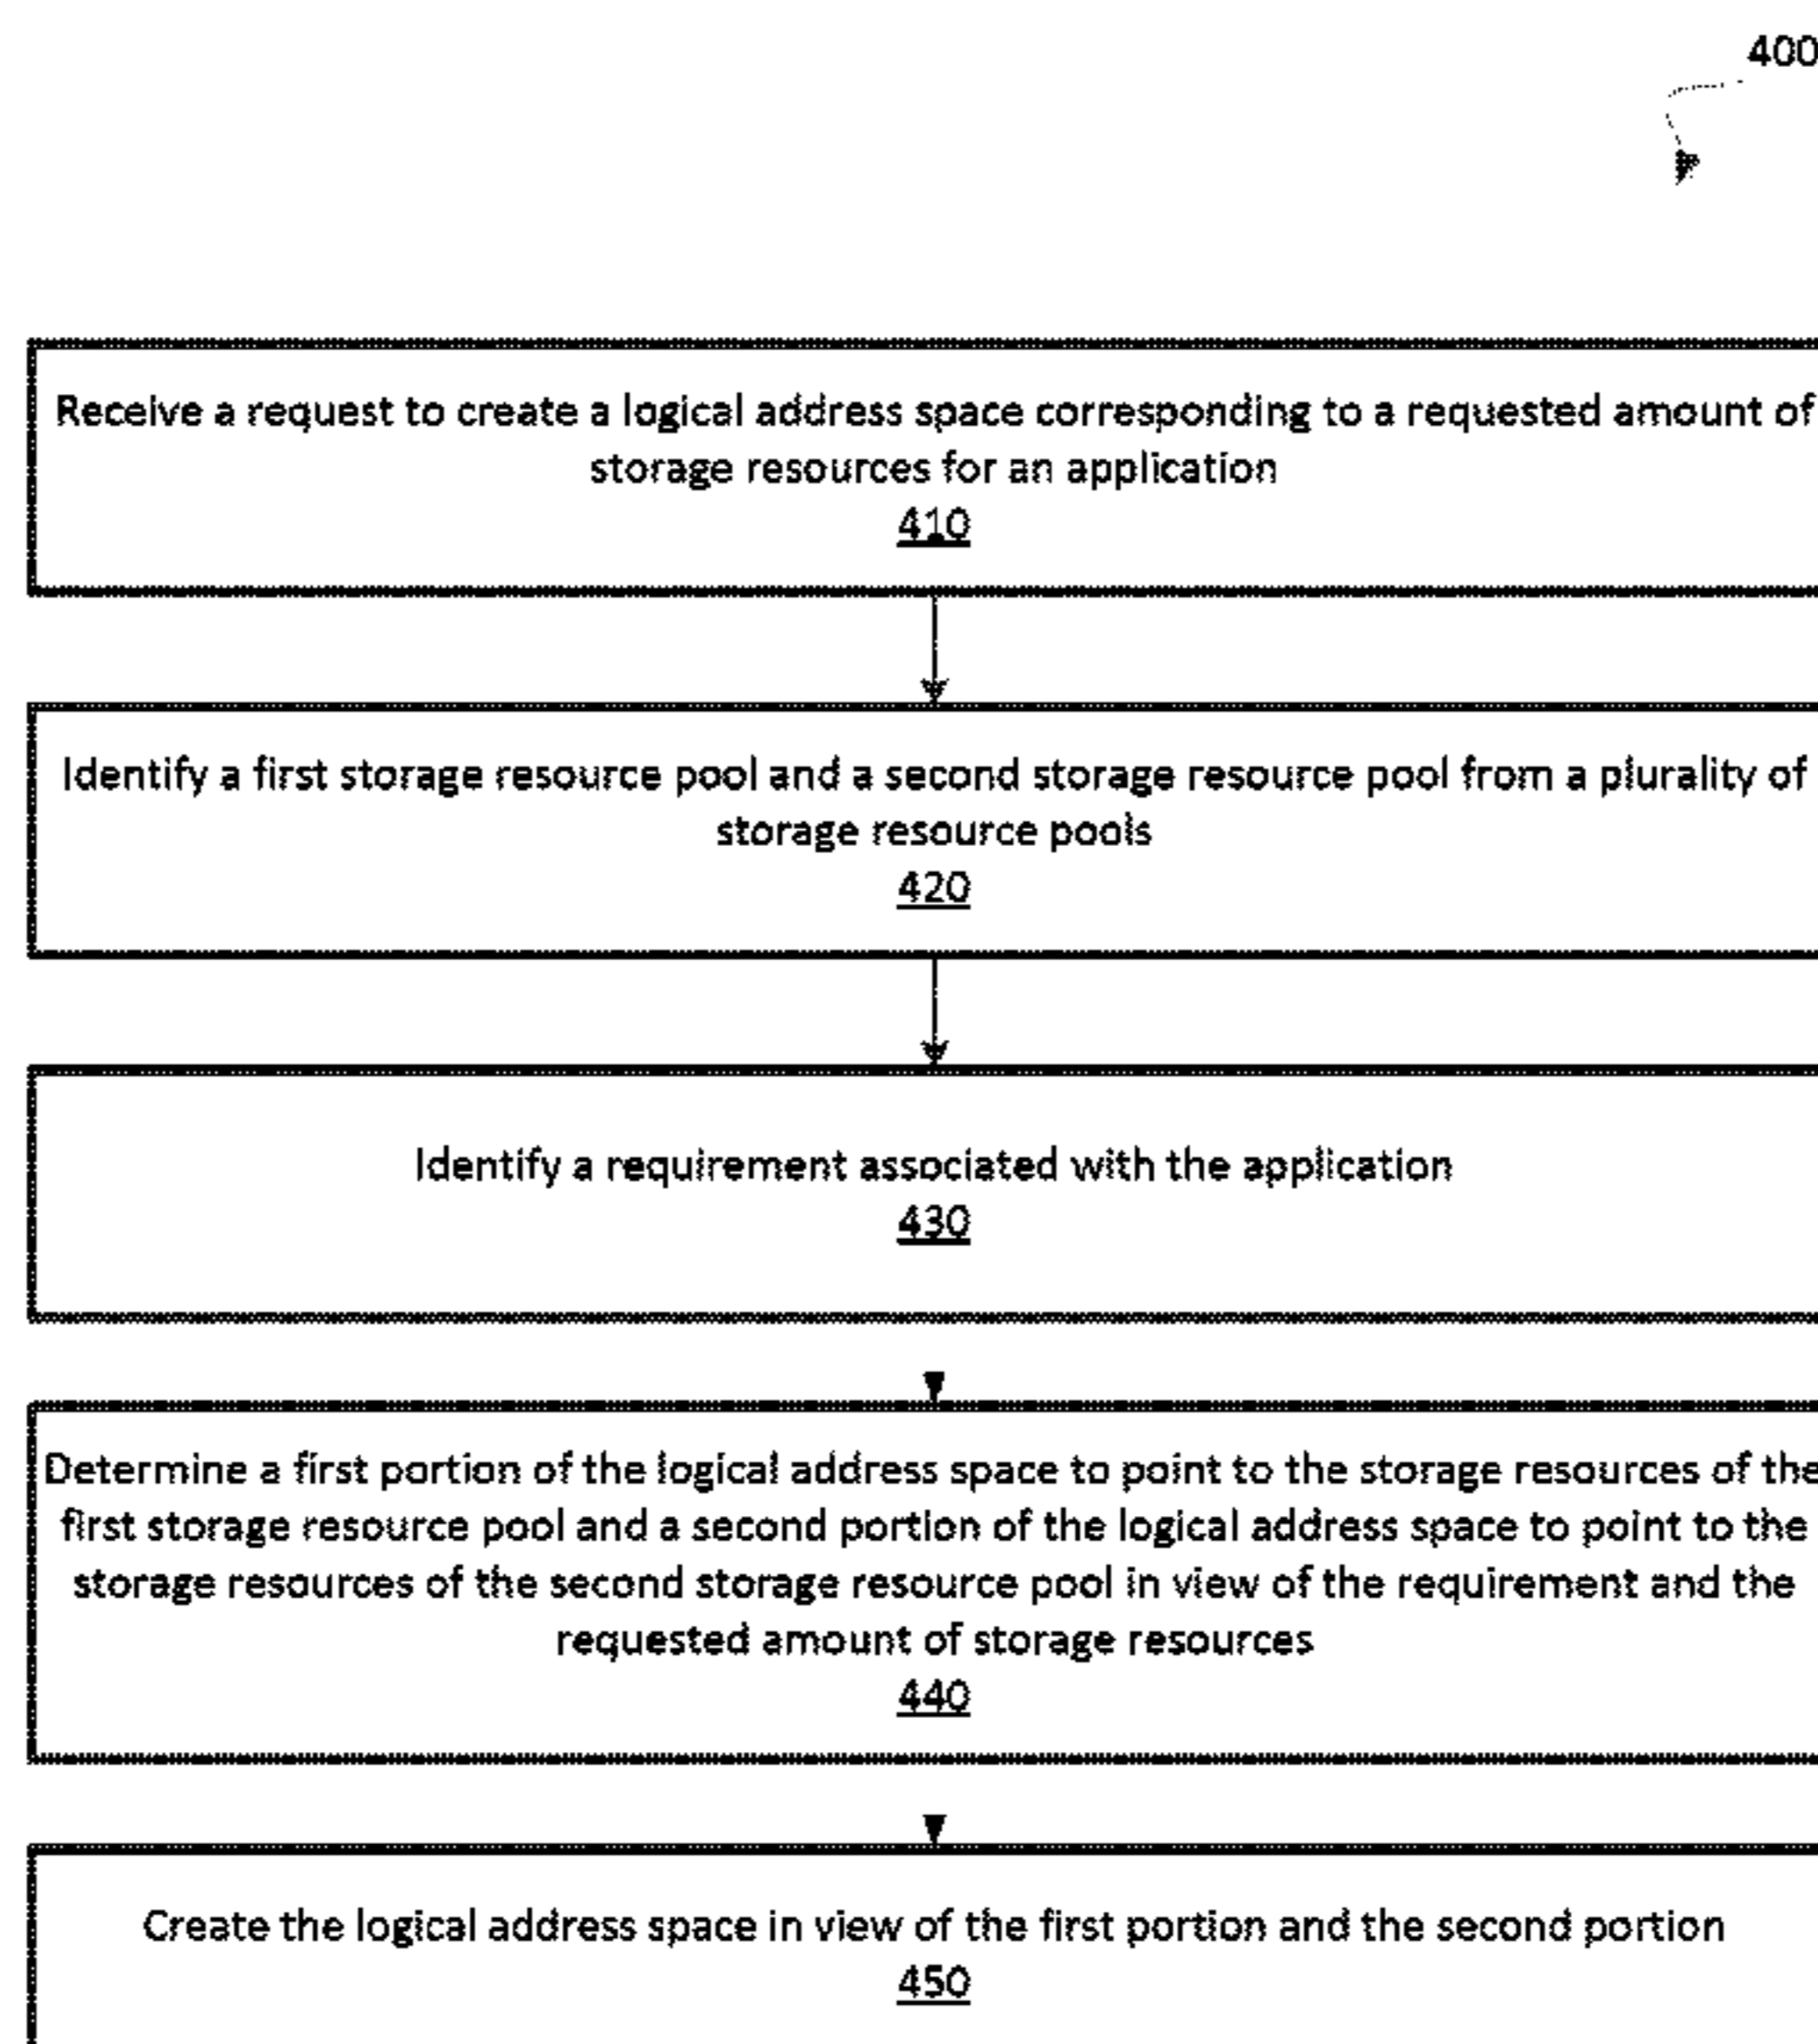 400
Receive a request to create a logical address space corresponding to a requested amount of
storage resources for an application
410
Identify a first storage resource pool and a second storage resource pool from a plurality of
storage resource pools
420
Identify a requirement associated with the application
430
Determine a first portion of the logical address space to point to the storage resources of the
first storage resource pool and a second portion of the logical address space to point to the
storage resources of the second storage resource pool in view of the requirement and the
requested amount of storage resources
440
Create the logical address space in view of the first portion and the second portion
450